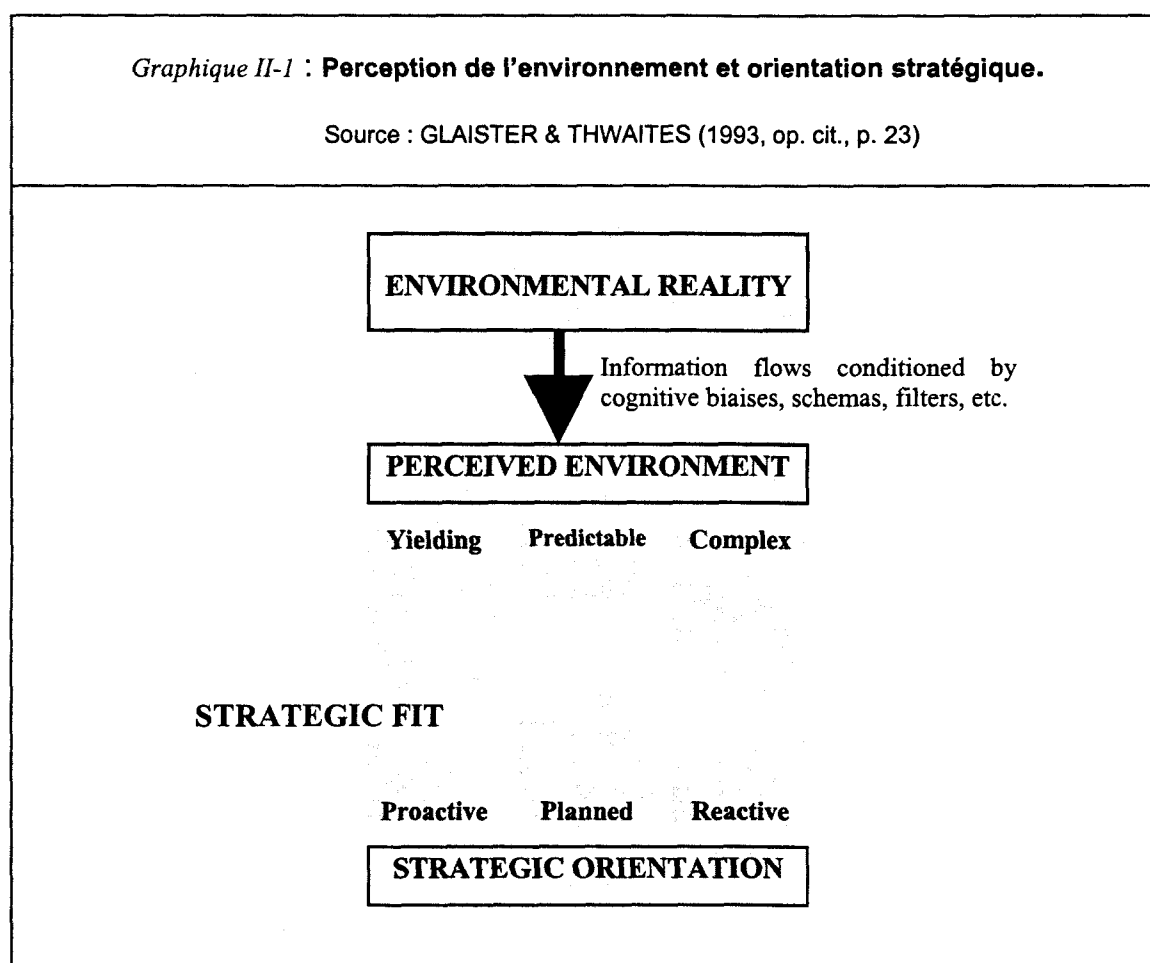 Graphique II-1 : Perception de l'environnement et orientation stratégique.
Source : GLAISTER & THWAITES (1993, op. cit., p. 23)
ENVIRONMENTAL REALITY
Information flows conditioned by
cognitive biaises, schemas, filters, etc.
PERCEIVED ENVIRONMENT
Yielding Predictable Complex
STRATEGIC FIT
Proactive Planned Reactive
STRATEGIC ORIENTATION